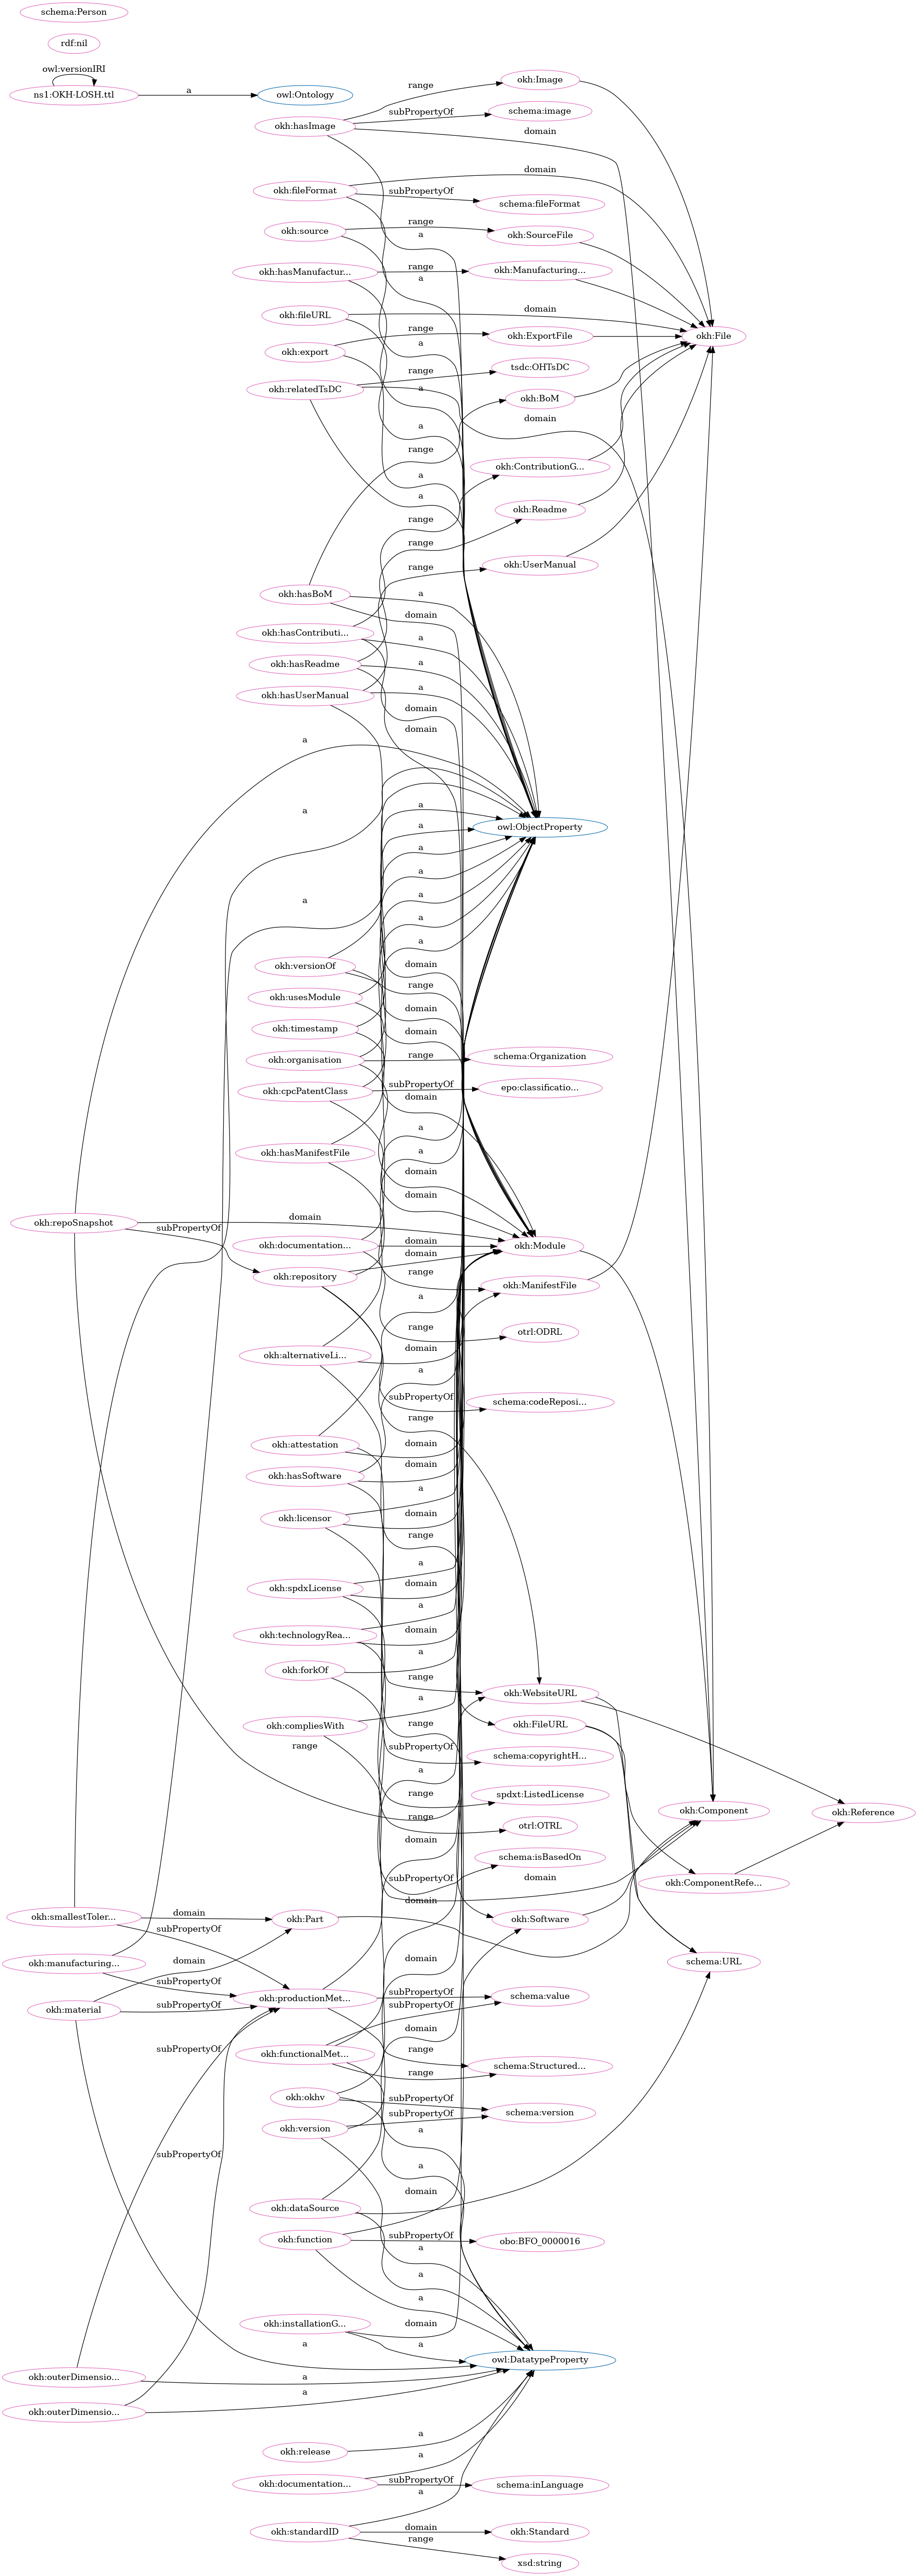 schema:Person
rdf:nil
owl:versionIRI
ns1:OKH-LOSH.ttl
a
owl:Ontology
okh:hasImage
range
okh:Image
subPropertyOf
schema:image
domain
okh:fileFormat
domain
subPropertyOf
schema:fileFormat
okh:source
range
okh:SourceFile
a
okh:hasManufactur...
range
okh:Manufacturing...
a
okh:fileURL
domain
okh:File
okh:export
range
okh:ExportFile
a
okh:relatedTsDC
range
tsdc:OHTsDC
a
okh:BoM
domain
a
range
okh:ContributionG...
a
a
okh:Readme
range
range
okh:UserManual
range
okh:hasBoM
a
domain
okh:hasContributi...
a
okh:hasReadme
a
okh:hasUserManual
a
domain
domain
a
a
a
owl:ObjectProperty
a
a
a
a
a
a
a
okh:versionOf
domain
range
okh:usesModule
domain
okh:timestamp
domain
okh:organisation
range
schema:Organization
okh:cpcPatentClass
subPropertyOf
epo:classificatio...
domain
a
okh:hasManifestFile
a
domain
domain
okh:repoSnapshot
domain
subPropertyOf
okh:documentation...
domain
okh:Module
okh:repository
domain
range
okh:ManifestFile
a
range
otrl:ODRL
okh:alternativeLi...
domain
a
subPropertyOf
schema:codeReposi...
range
okh:attestation
domain
okh:hasSoftware
domain
a
okh:licensor
domain
range
a
okh:spdxLicense
domain
a
okh:technologyRea...
domain
okh:forkOf
a
range
okh:WebsiteURL
a
okh:compliesWith
range
okh:FileURL
range
subPropertyOf
schema:copyrightH...
a
range
spdxt:ListedLicense
okh:Component
okh:Reference
range
otrl:OTRL
domain
schema:isBasedOn
subPropertyOf
domain
okh:ComponentRefe...
domain
okh:smallestToler...
domain
okh:Part
okh:Software
subPropertyOf
okh:manufacturing...
domain
domain
schema:URL
subPropertyOf
okh:material
subPropertyOf
okh:productionMet...
subPropertyOf
schema:value
subPropertyOf
domain
subPropertyOf
okh:functionalMet...
range
schema:Structured...
range
okh:okhv
subPropertyOf
schema:version
subPropertyOf
okh:version
a
subPropertyOf
a
domain
okh:dataSource
okh:function
subPropertyOf
obo:BFO_0000016
a
a
a
okh:installationG...
domain
a
a
owl:DatatypeProperty
okh:outerDimensio...
a
a
okh:outerDimensio...
a
okh:release
a
okh:documentation...
subPropertyOf
schema:inLanguage
a
okh:standardID
domain
okh:Standard
range
xsd:string